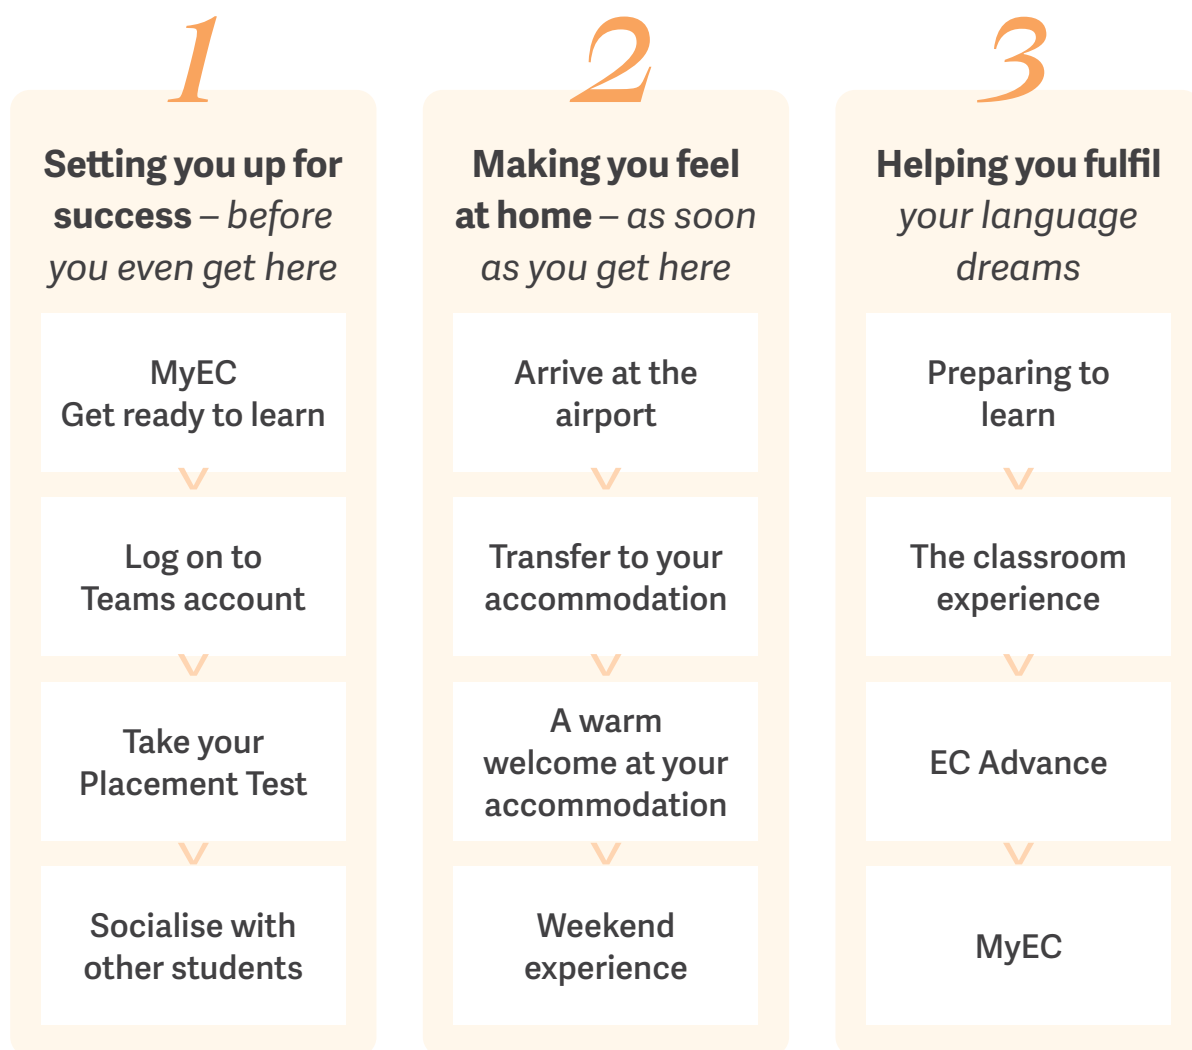 1
Setting you up for
success – before
you even get here
MyEC
Get ready to learn
Log on to
Teams account
Take your
Placement Test
Socialise with
other students
2
Making you feel
at home – as soon
as you get here
Arrive at the
airport
Transfer to your
accommodation
A warm
welcome at your
accommodation
Weekend
experience
3
Helping you fulfil
your language
dreams
Preparing to
learn
The classroom
experience
EC Advance
MyEC